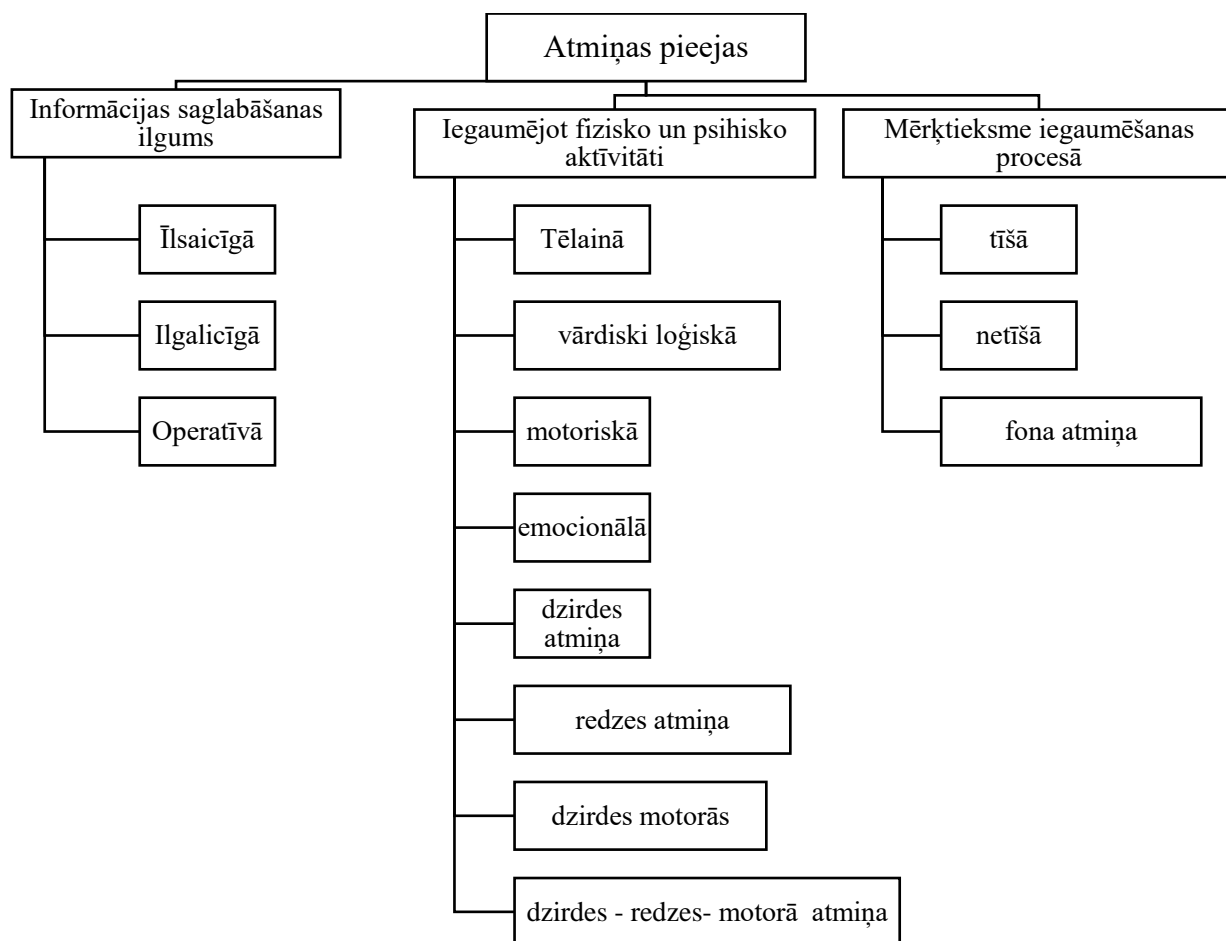 Atmiņas pieejas
Informācijas saglabāšanas
ilgums
Īlsaicīgā
Ilgalicīgā
Operatīvā
Iegaumējot fizisko un psihisko
aktīvitāti
Tēlainā
vārdiski loģiskā
motoriskā
emocionālā
dzirdes
atmiņa
redzes atmiņa
dzirdes motorās
dzirdes - redzes- motorā atmiņa
Mērķtieksme iegaumēšanas
procesā
tīšā
netīšā
fona atmiņa